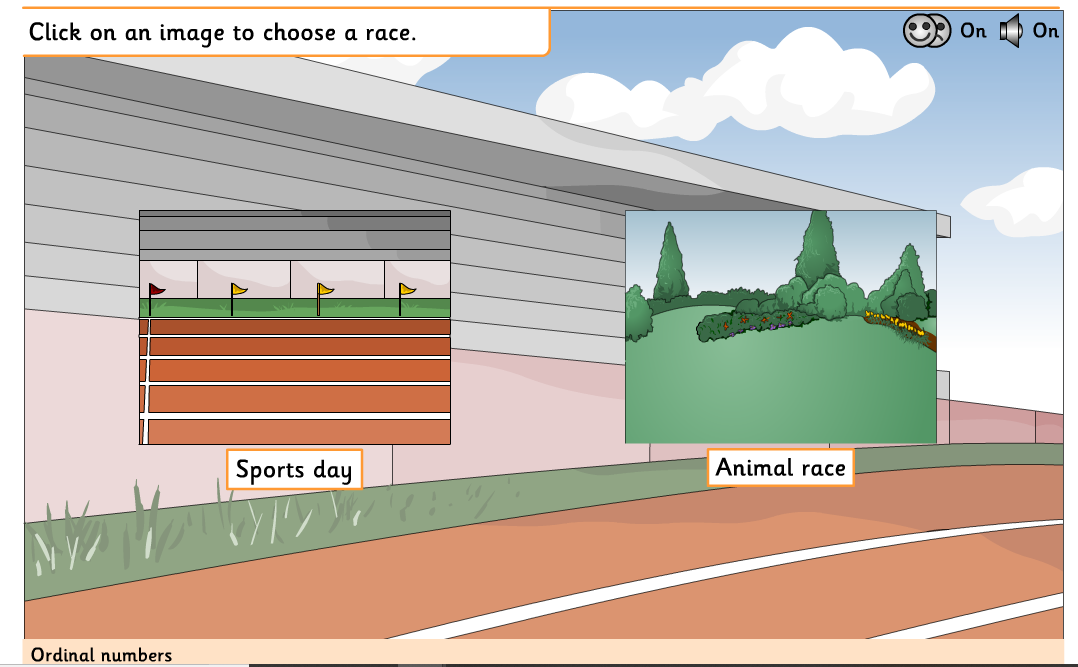 Click on an image to choose a race.
On
On
Sports day
Animal race
Ordinal numbers